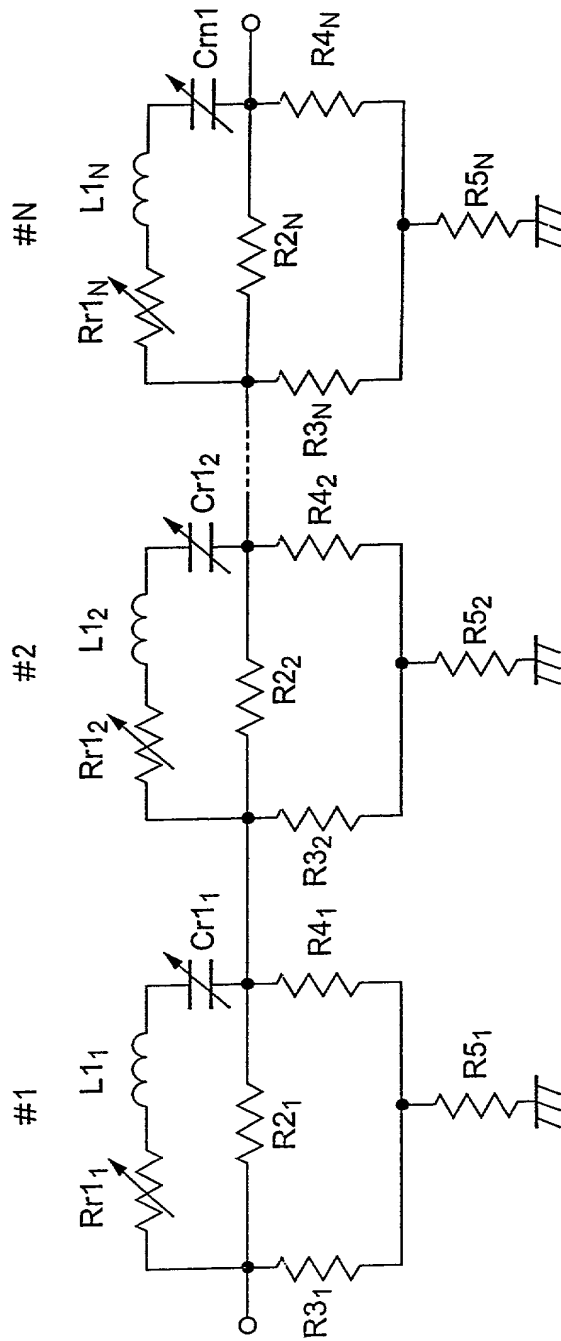 #1
#2
#N
Rr1₁
L1₁
Cr1₁
R2₁
R3₁
R4₁
R5₁
Rr1₂
L1₂
Cr1₂
R2₂
R3₂
R4₂
R5₂
Rr1N
L1N
Crn1
R2N
R3N
R4N
R5N